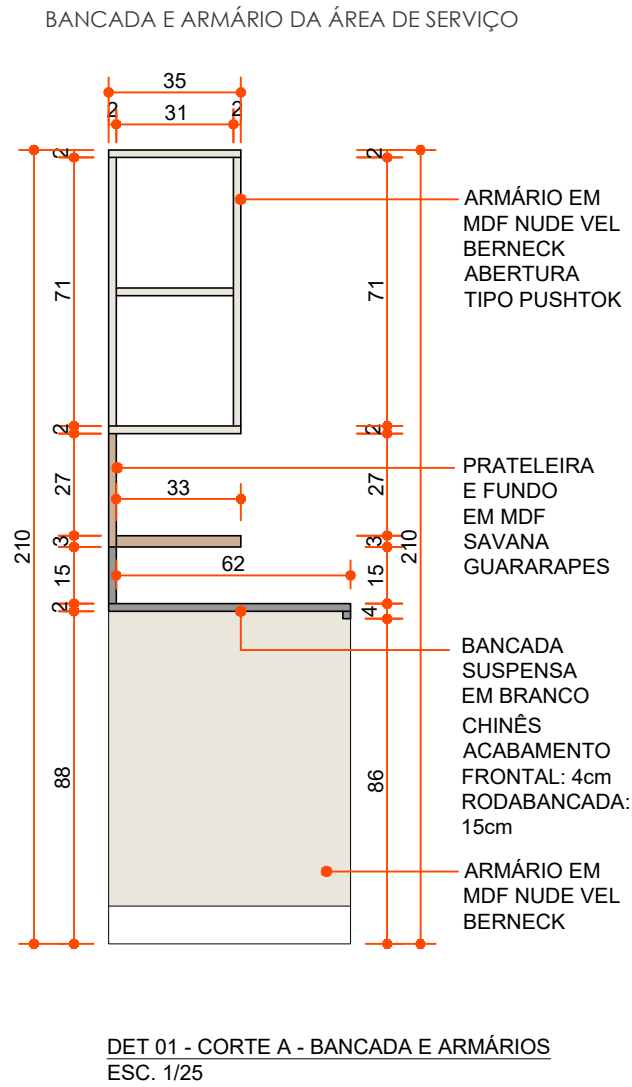 BANCADA E ARMÁRIO DA ÁREA DE SERVIÇO
35
2 31 2
2 2
ARMÁRIO EM
MDF NUDE VEL
BERNECK
ABERTURA
TIPO PUSHTOK
71 71
2 2
PRATELEIRA
E FUNDO
EM MDF
SAVANA
GUARARAPES
27 33 27
210 3 3 210
15 62 15
2 4
BANCADA
SUSPENSA
EM BRANCO
CHINÊS
ACABAMENTO
FRONTAL: 4cm
RODABANCADA:
15cm
88 86
ARMÁRIO EM
MDF NUDE VEL
BERNECK
DET 01 - CORTE A - BANCADA E ARMÁRIOS
ESC. 1/25